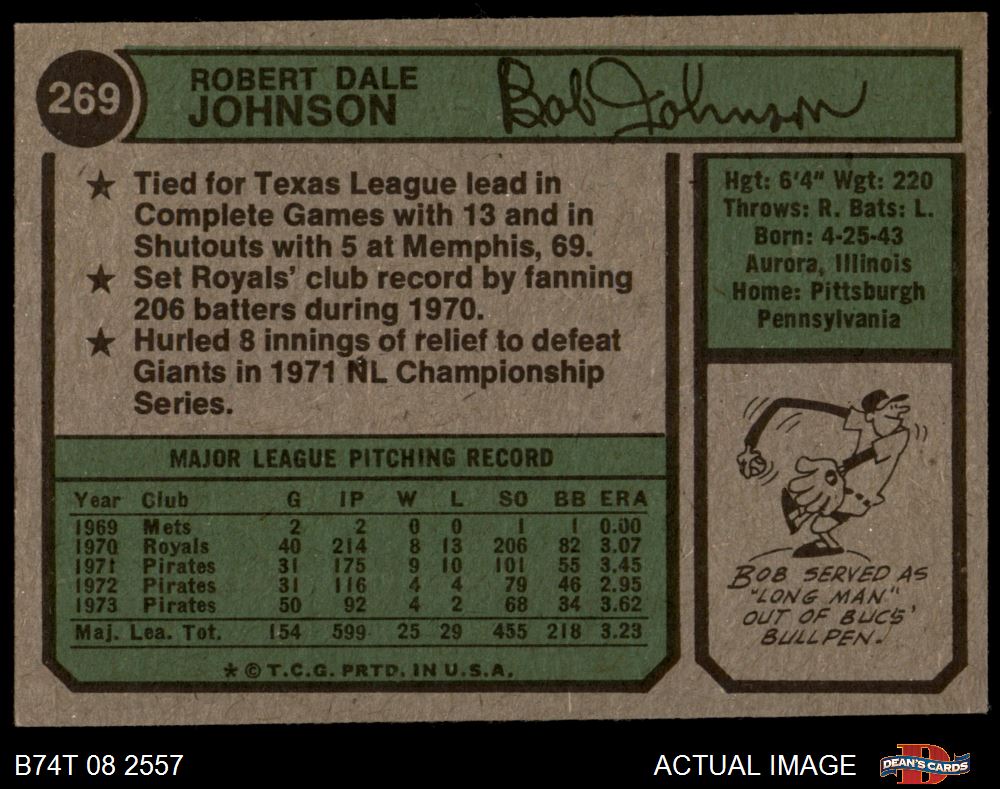 269
ROBERT DALE
JOHNSON
Bob Johnson
★ Tied for Texas League lead in
Complete Games with 13 and in
Shutouts with 5 at Memphis, 69.
★ Set Royals' club record by fanning
206 batters during 1970.
★ Hurled 8 innings of relief to defeat
Giants in 1971 NL Championship
Series.
Hgt: 6'4" Wgt: 220
Throws: R. Bats: L.
Born: 4-25-43
Aurora, Illinois
Home: Pittsburgh
Pennsylvania
MAJOR LEAGUE PITCHING RECORD
Year Club G IP W L SO BB ERA
1969 Mets 2 2 0 0 1 1 0.00
1970 Royals 40 214 8 13 206 82 3.07
1971 Pirates 31 175 9 10 101 55 3.45
1972 Pirates 31 116 4 4 79 46 2.95
1973 Pirates 50 92 4 2 68 34 3.62
Maj. Lea. Tot. 154 599 25 29 455 218 3.23
* © T.C.G. PRTD. IN U.S.A.
BOB SERVED AS
"LONG MAN"
OUT OF BUCS'
BULLPEN.
B74T 08 2557
ACTUAL IMAGE
D
DEAN'S CARDS